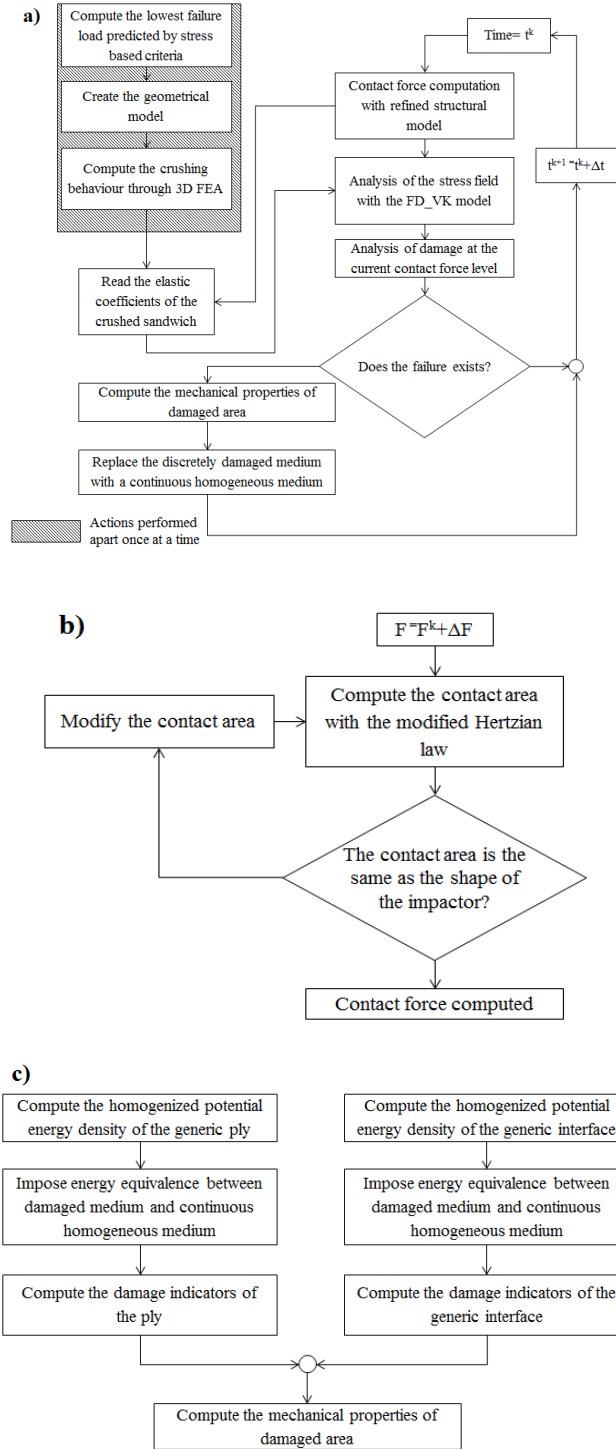 a)
Compute the lowest failure
load predicted by stress
based criteria
Create the geometrical
model
Compute the crushing
behaviour through 3D FEA
Read the elastic
coefficients of the
crushed sandwich
Time= t^k
Contact force computation
with refined structural
model
t^k+1 =t^k+Δt
Analysis of the stress field
with the FD_VK model
Analysis of damage at the
current contact force level
Does the failure exists?
Compute the mechanical properties of
damaged area
Replace the discretely damaged medium
with a continuous homogeneous medium
Actions performed
apart once at a time
b)
F=F^k+ΔF
Modify the contact area
Compute the contact area
with the modified Hertzian
law
The contact area is the
same as the shape of
the impactor?
Contact force computed
c)
Compute the homogenized potential
energy density of the generic ply
Impose energy equivalence between
damaged medium and continuous
homogeneous medium
Compute the damage indicators of
the ply
Compute the homogenized potential
energy density of the generic interface
Impose energy equivalence between
damaged medium and continuous
homogeneous medium
Compute the damage indicators of the
generic interface
Compute the mechanical properties of
damaged area